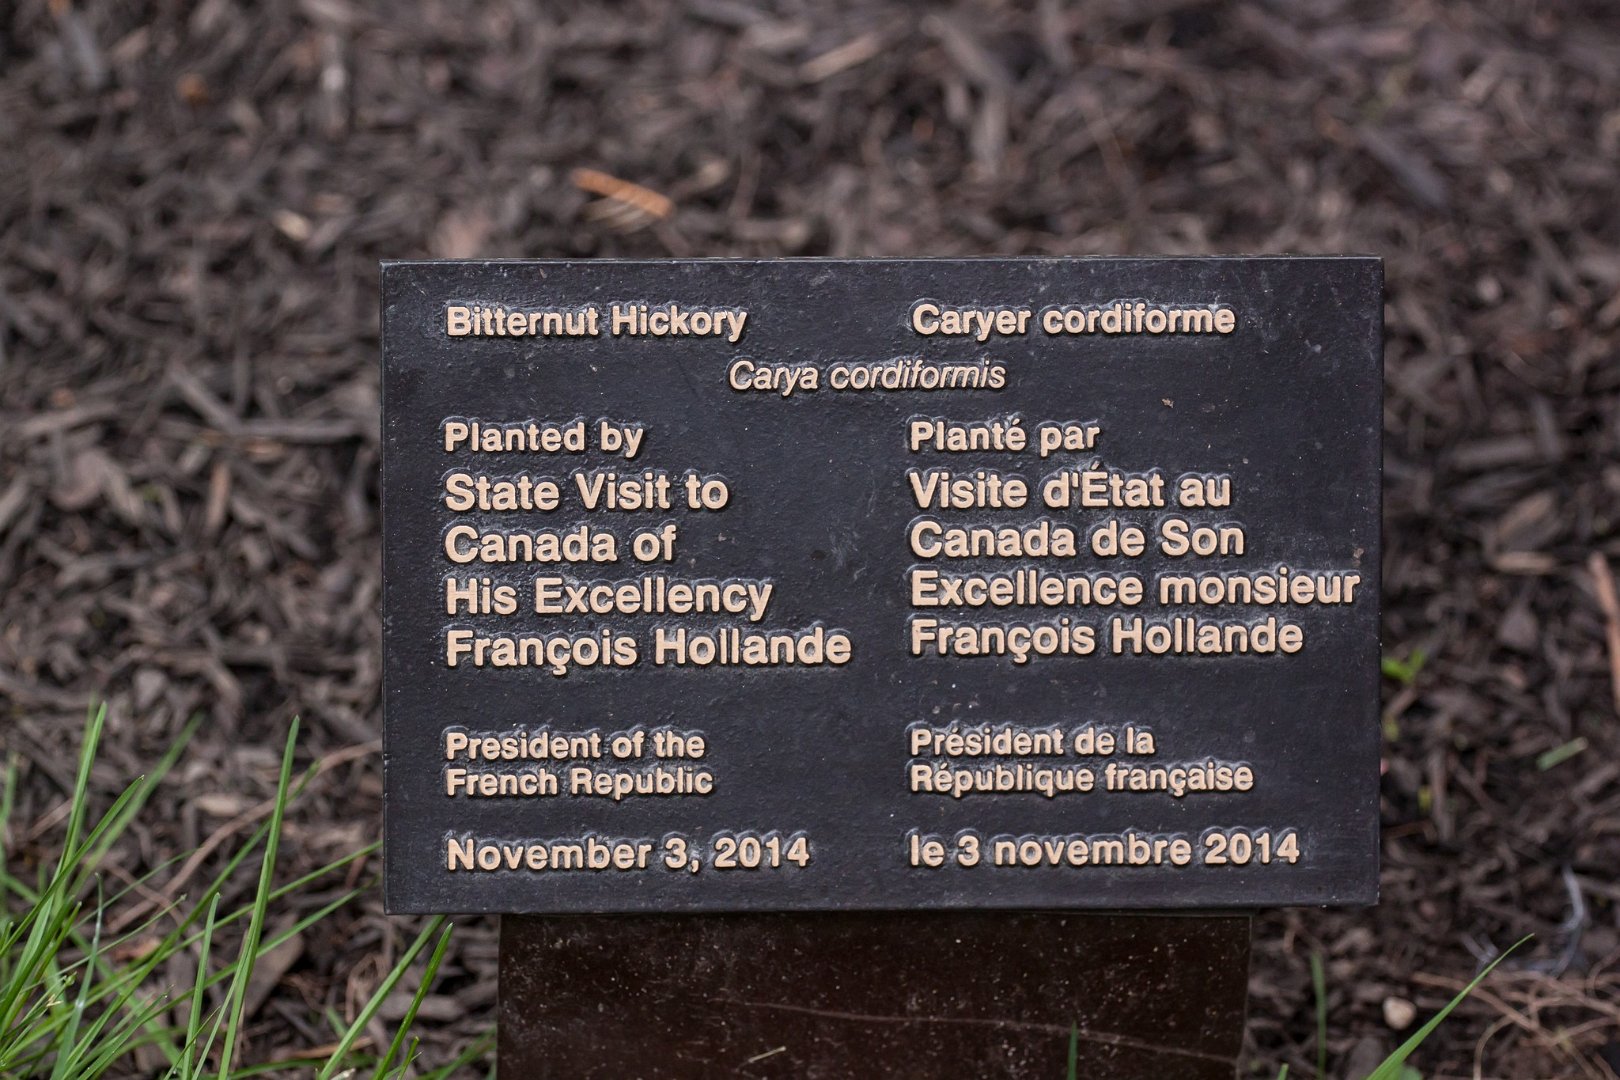 Bitternut Hickory
Caryer cordiforme
Carya cordiformis
Planted by
State Visit to
Canada of
His Excellency
François Hollande
President of the
French Republic
November 3, 2014
Planté par
Visite d'État au
Canada de Son
Excellence monsieur
François Hollande
Président de la
République française
le 3 novembre 2014